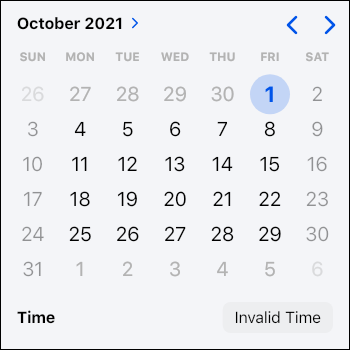 October 2021
SUN MON TUE WED THU FRI SAT
26 27 28 29 30 1 2
3 4 5 6 7 8 9
10 11 12 13 14 15 16
17 18 19 20 21 22 23
24 25 26 27 28 29 30
31 1 2 3 4 5 6
Time Invalid Time